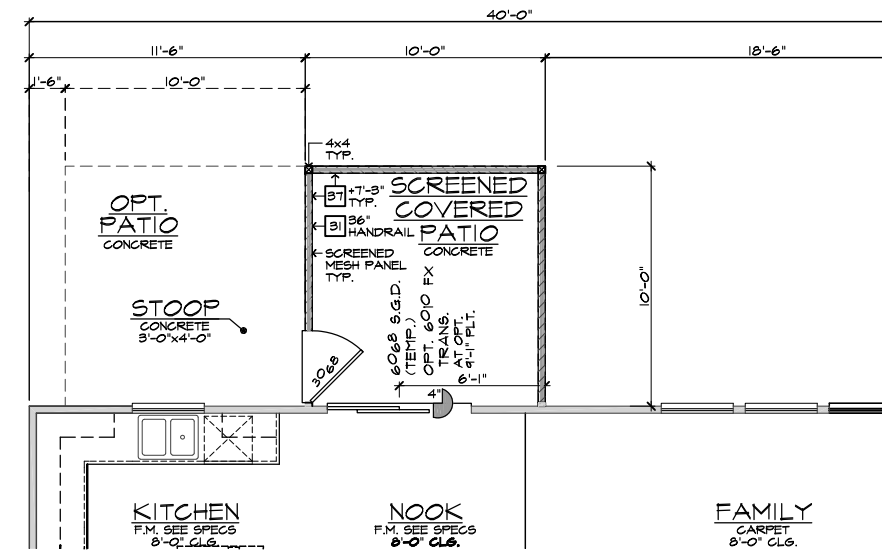 40'-0"
11'-6"
10'-0"
18'-6"
1'-6"
10'-0"
4x4
TYP.
37
+7'-3"
TYP.
31
36"
HANDRAIL
SCREENED
MESH PANEL
TYP.
SCREENED
COVERED
PATIO
CONCRETE
OPT.
PATIO
CONCRETE
STOOP
CONCRETE
3'-0"x4'-0"
3068
6068 S.G.D.
(TEMP.)
OPT. 6010 FX
TRANS.
AT OPT.
9'-1" PLT.
6'-1"
4"
10'-0"
KITCHEN
F.M. SEE SPECS
8'-0" CLG.
NOOK
F.M. SEE SPECS
8'-0" CLG.
FAMILY
CARPET
8'-0" CLG.